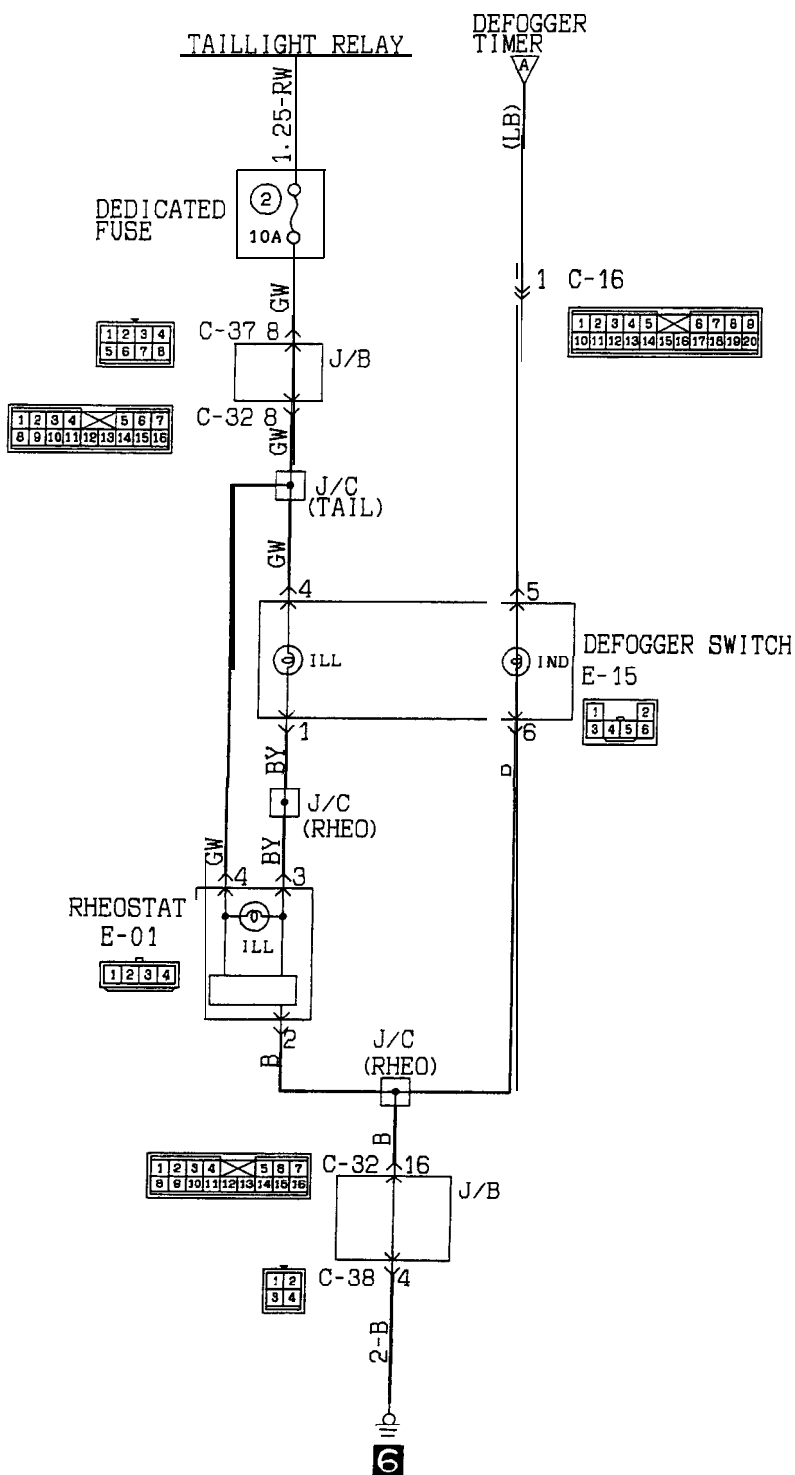 TAILLIGHT RELAY
DEFOGGER
TIMER
A
1.25-RW
(LB)
DEDICATED
FUSE
2
10A
GW
1 C-16
1 2 3 4 5 6 7 8 9
10 11 12 13 14 15 16 17 18 19 20
1 2 3 4
5 6 7 8
C-37 8
J/B
C-32 8
1 2 3 4 5 6 7
8 9 10 11 12 13 14 15 16
GW
J/C
(TAIL)
GW
4
5
ILL
IND
DEFOGGER SWITCH
E-15
1 2
3 4 5 6
1
6
BY
J/C
(RHEO)
GW
BY
4
3
RHEOSTAT
E-01
ILL
1 2 3 4
2
B
J/C
(RHEO)
B
C-32 16
1 2 3 4 5 6 7
8 9 10 11 12 13 14 15 16
J/B
C-38 4
1 2
3 4
2-B
6